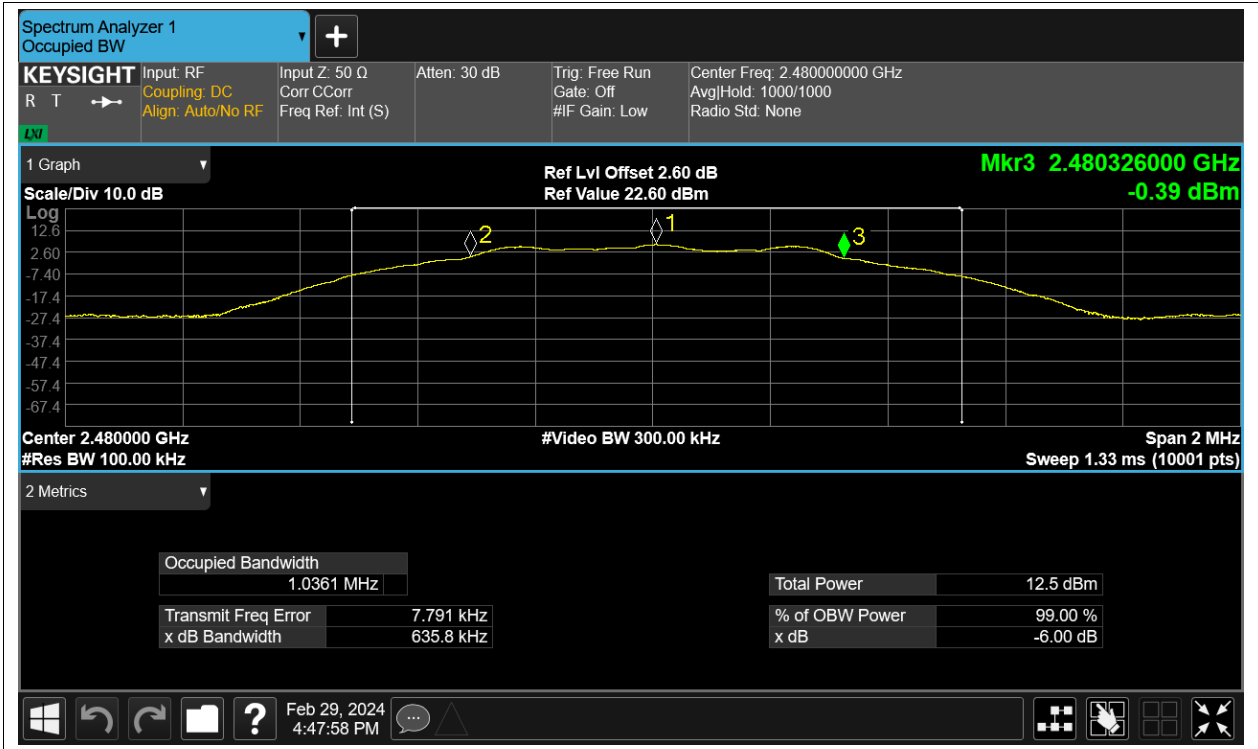 Spectrum Analyzer 1
Occupied BW
KEYSIGHT
R T
LXI
Input: RF
Coupling: DC
Align: Auto/No RF
Input Z: 50 Ω
Corr CCorr
Freq Ref: Int (S)
Atten: 30 dB
Trig: Free Run
Gate: Off
#IF Gain: Low
Center Freq: 2.480000000 GHz
Avg|Hold: 1000/1000
Radio Std: None
1 Graph
Scale/Div 10.0 dB
Ref Lvl Offset 2.60 dB
Ref Value 22.60 dBm
Mkr3 2.480326000 GHz
-0.39 dBm
Log
12.6
2.60
-7.40
-17.4
-27.4
-37.4
-47.4
-57.4
-67.4
2
1
3
Center 2.480000 GHz
#Res BW 100.00 kHz
#Video BW 300.00 kHz
Span 2 MHz
Sweep 1.33 ms (10001 pts)
2 Metrics
Occupied Bandwidth
1.0361 MHz
Transmit Freq Error 7.791 kHz
x dB Bandwidth 635.8 kHz
Total Power 12.5 dBm
% of OBW Power 99.00 %
x dB -6.00 dB
?
Feb 29, 2024
4:47:58 PM